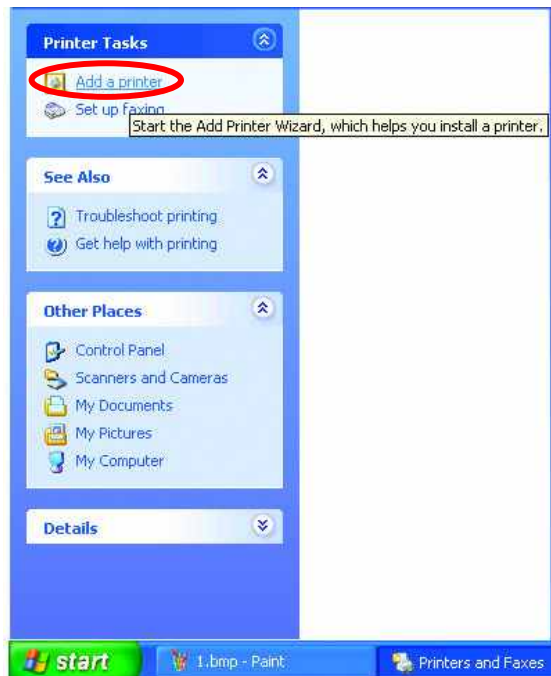 Printer Tasks
Add a printer
Set up faxing
Start the Add Printer Wizard, which helps you install a printer.
See Also
Troubleshoot printing
Get help with printing
Other Places
Control Panel
Scanners and Cameras
My Documents
My Pictures
My Computer
Details
start
1.bmp - Paint
Printers and Faxes